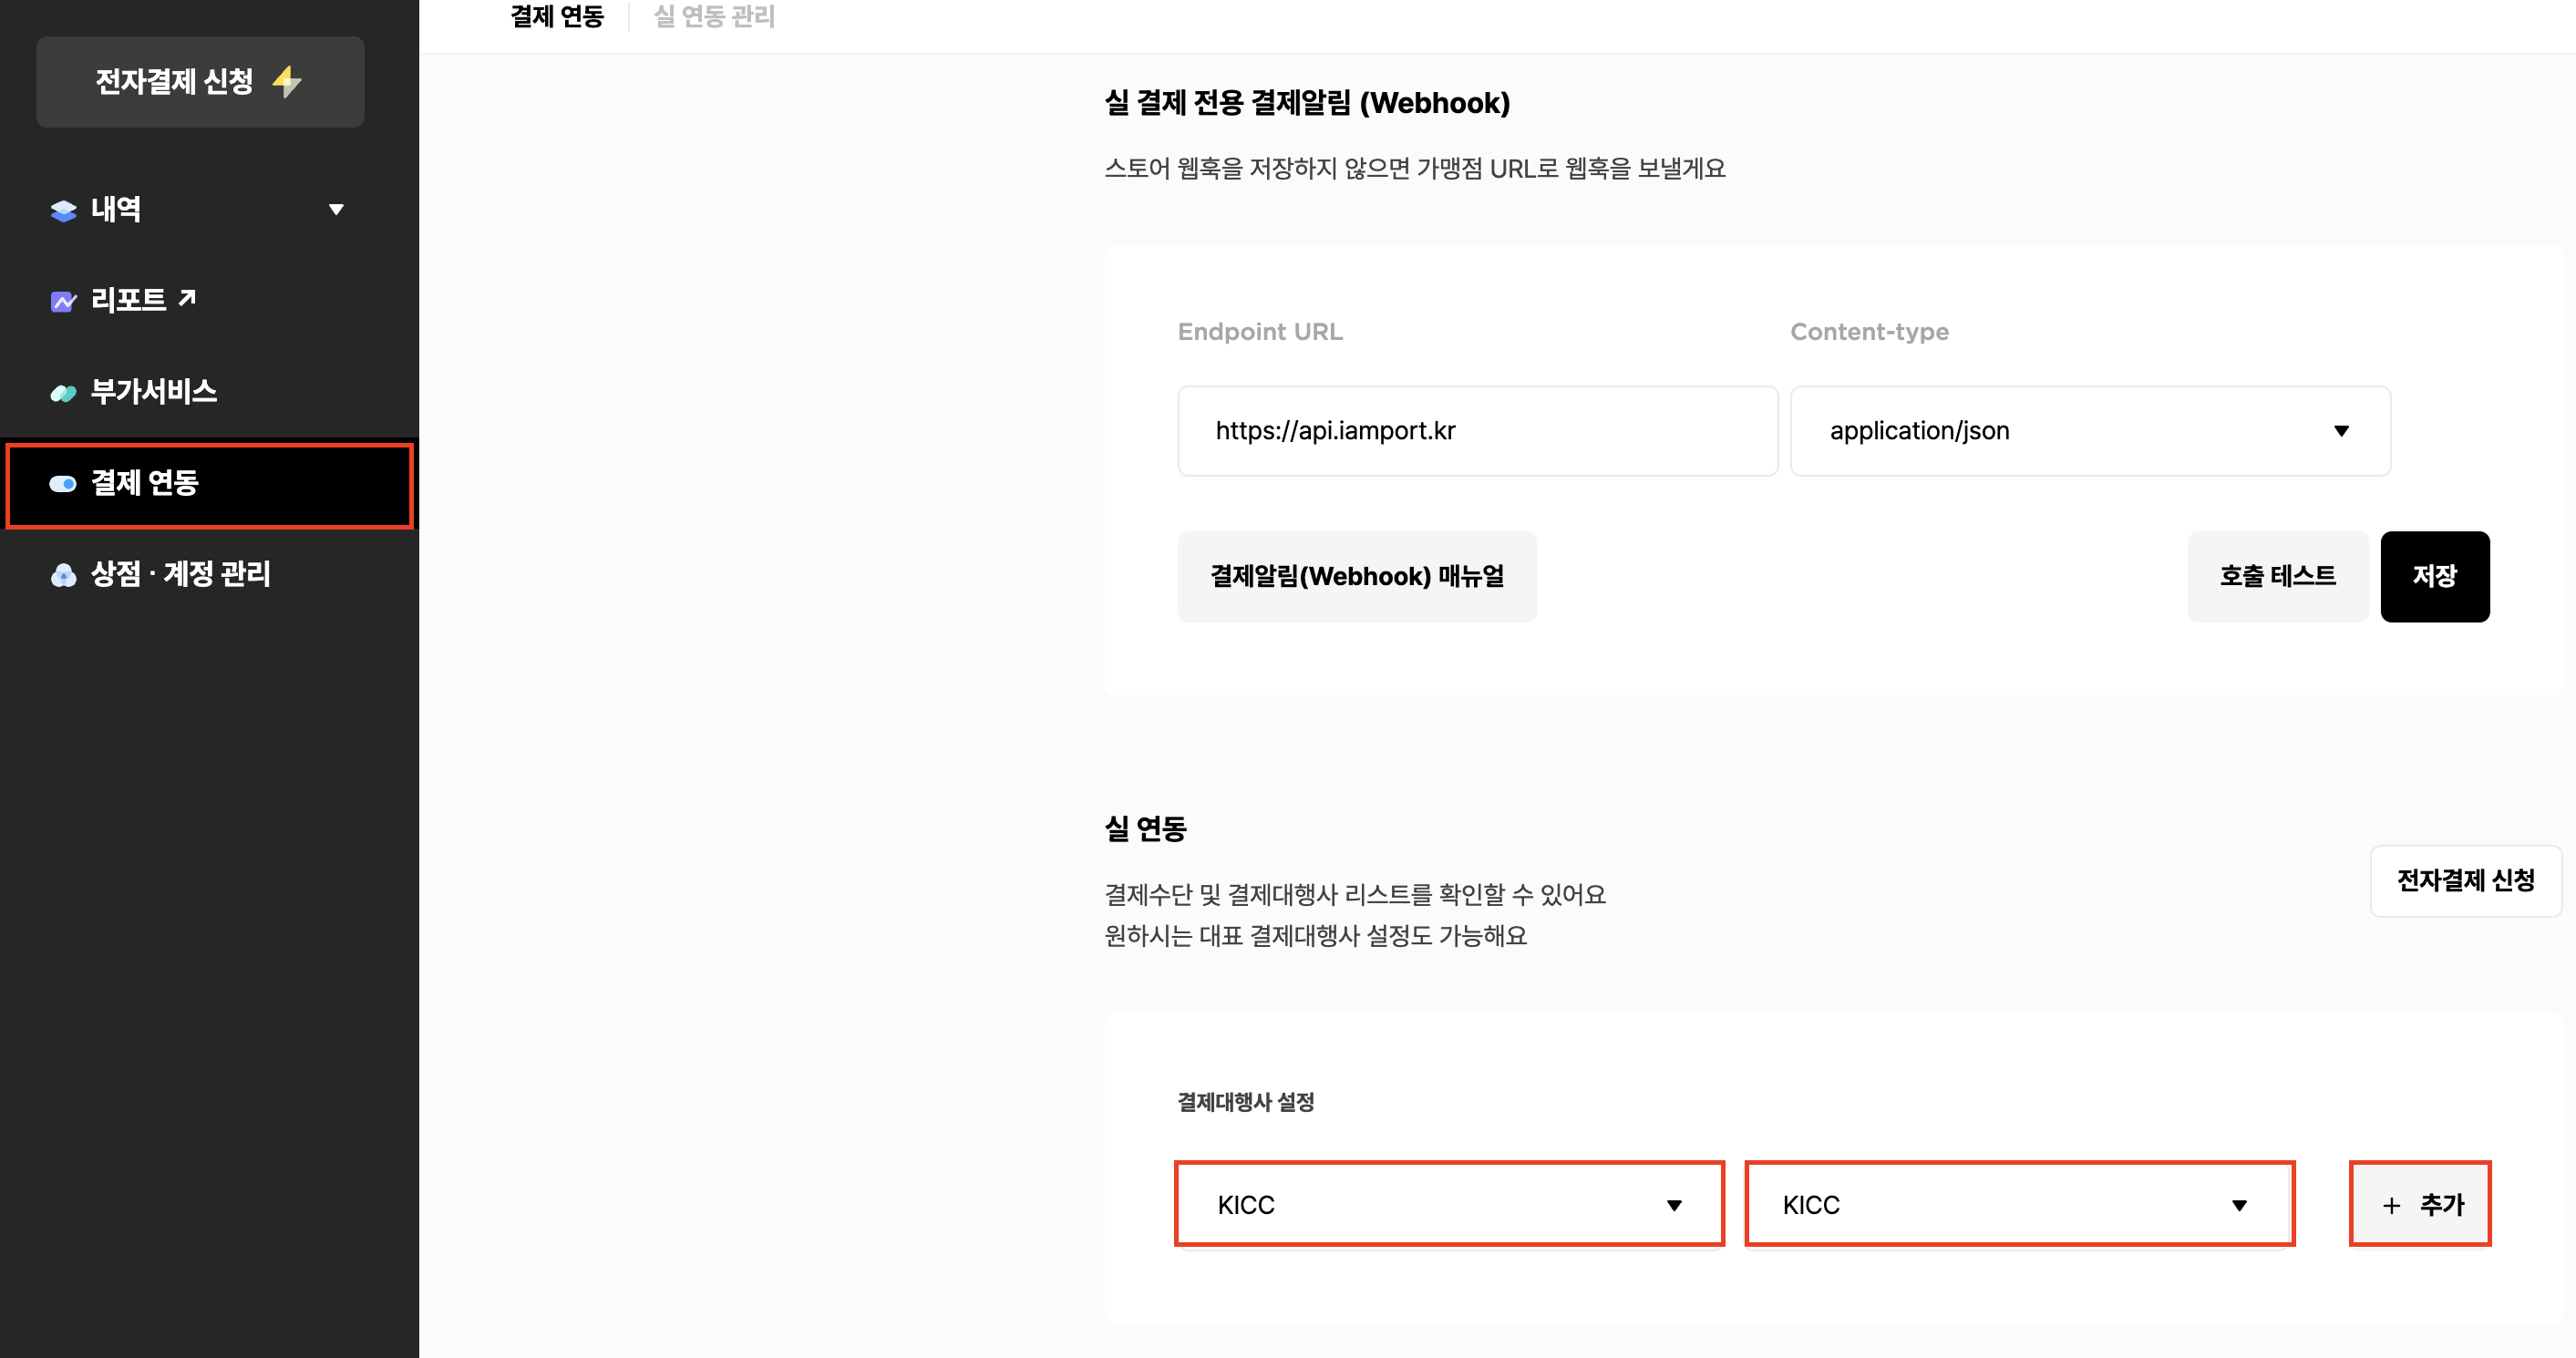 결제 연동
실 연동 관리
전자결제 신청
내역
리포트
부가서비스
결제 연동
상점 · 계정 관리
실 결제 전용 결제알림 (Webhook)
스토어 웹훅을 저장하지 않으면 가맹점 URL로 웹훅을 보낼게요
Endpoint URL
Content-type
https://api.iamport.kr
application/json
결제알림(Webhook) 매뉴얼
호출 테스트
저장
실 연동
결제수단 및 결제대행사 리스트를 확인할 수 있어요
원하시는 대표 결제대행사 설정도 가능해요
전자결제 신청
결제대행사 설정
KICC
KICC
+ 추가